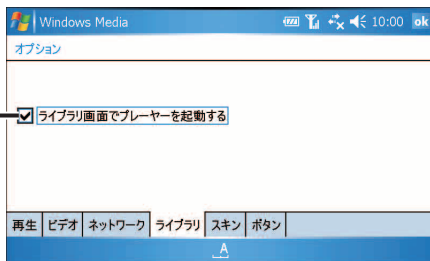 Windows Media 10:00 ok
オプション
ライブラリ画面でプレーヤーを起動する
再生 ビデオ ネットワーク ライブラリ スキン ボタン
A